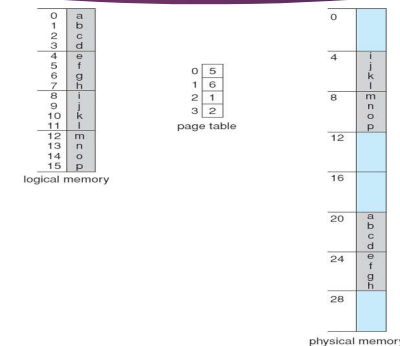 0 a
1 b
2 c
3 d
4 e
5 f
6 g
7 h
8 i
9 j
10 k
11 l
12 m
13 n
14 o
15 p
logical memory
0 5
1 6
2 1
3 2
page table
0
4 i
j
k
l
8 m
n
o
p
12
16
20 a
b
c
d
24 e
f
g
h
28
physical memory